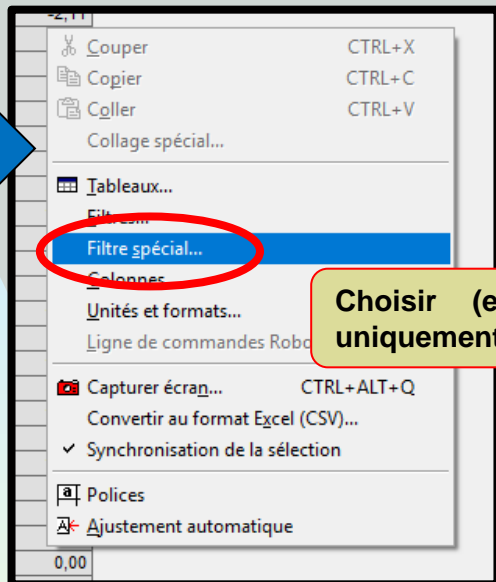 -2,11
Couper CTRL+X
Copier CTRL+C
Coller CTRL+V
Collage spécial...
Tableaux...
Filtres...
Filtre spécial...
Colonnes
Unités et formats...
Ligne de commandes Robo
Choisir (e
uniquement
Capturer écran... CTRL+ALT+Q
Convertir au format Excel (CSV)...
✓ Synchronisation de la sélection
a Polices
A Ajustement automatique
0,00